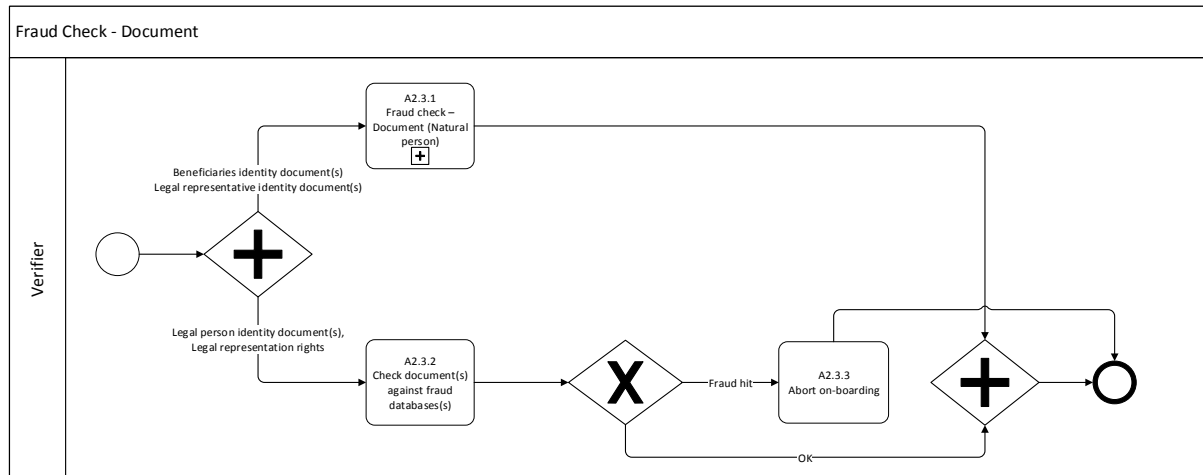 Fraud Check - Document
Verifier
A2.3.1
Fraud check –
Document (Natural
person)
Beneficiaries identity document(s)
Legal representative identity document(s)
Legal person identity document(s),
Legal representation rights
A2.3.2
Check document(s)
against fraud
databases(s)
X
Fraud hit
A2.3.3
Abort on-boarding
OK